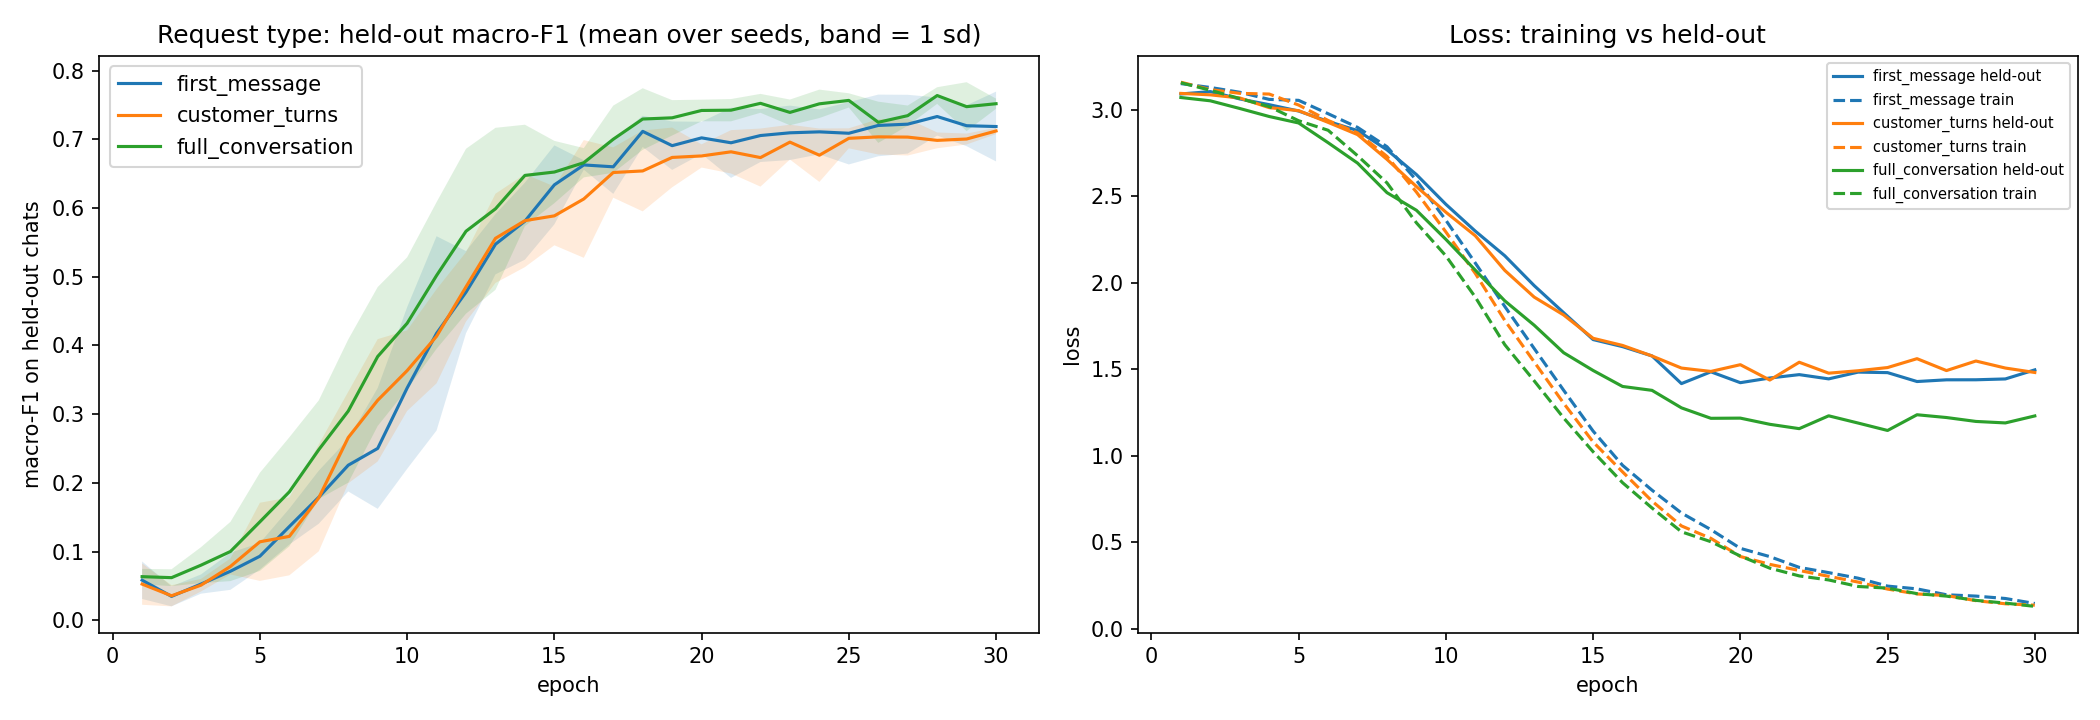 Request type: held-out macro-F1 (mean over seeds, band = 1 sd)
macro-F1 on held-out chats
0.8
0.7
0.6
0.5
0.4
0.3
0.2
0.1
0.0
first_message
customer_turns
full_conversation
0 5 10 15 20 25 30
epoch
Loss: training vs held-out
loss
3.0
2.5
2.0
1.5
1.0
0.5
0.0
first_message held-out
first_message train
customer_turns held-out
customer_turns train
full_conversation held-out
full_conversation train
0 5 10 15 20 25 30
epoch